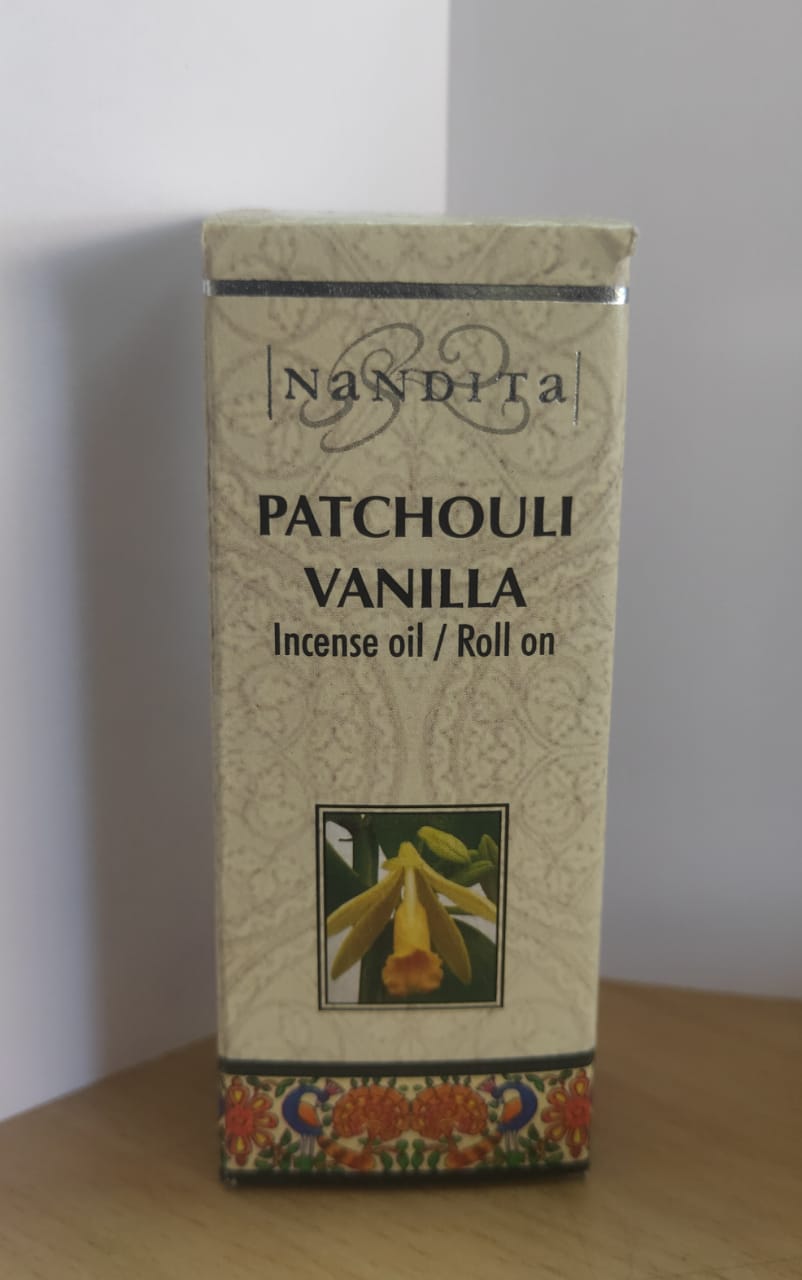 NaNDITa
PATCHOULI
VANILLA
Incense oil / Roll on